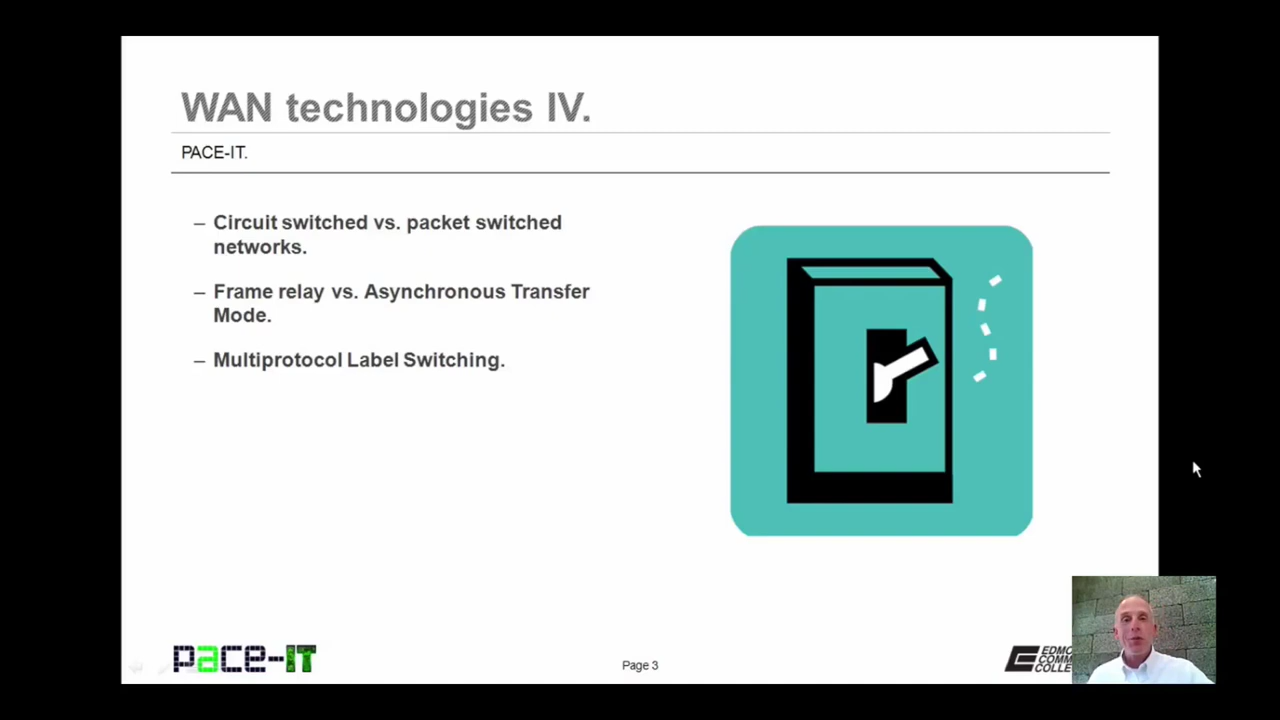 WAN technologies IV.
PACE-IT.
– Circuit switched vs. packet switched
networks.
– Frame relay vs. Asynchronous Transfer
Mode.
– Multiprotocol Label Switching.
pace-IT
Page 3